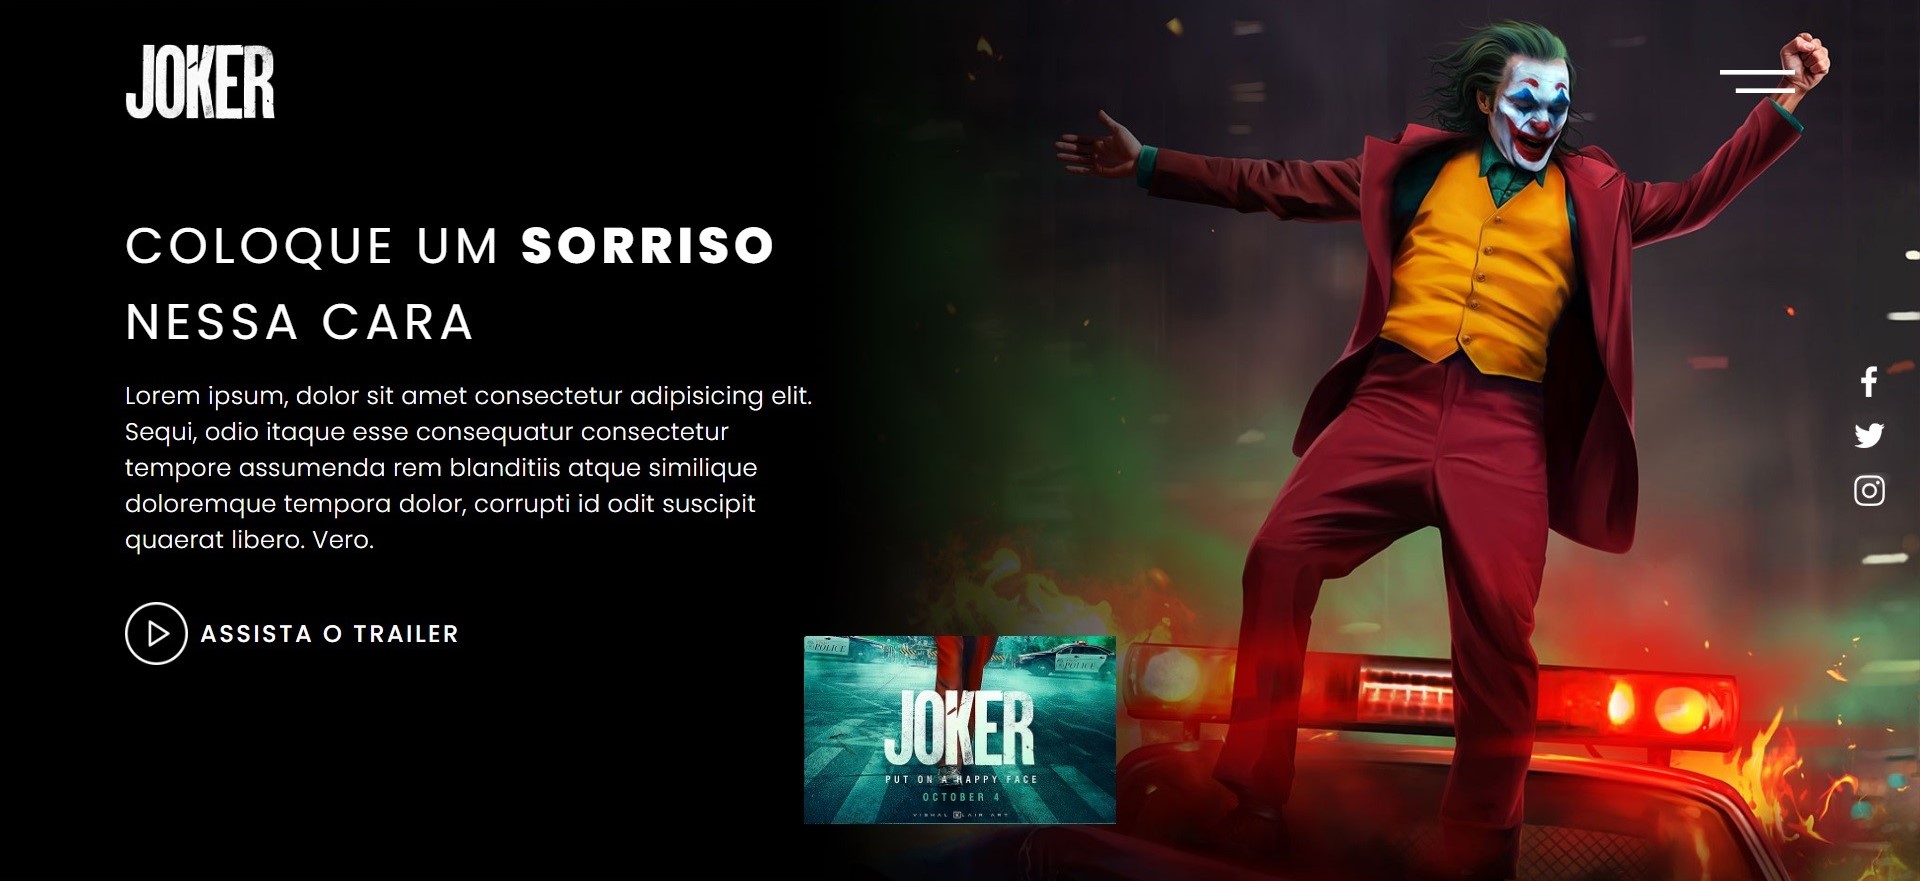 JOKER
COLOQUE UM SORRISO
NESSA CARA
Lorem ipsum, dolor sit amet consectetur adipisicing elit.
Sequi, odio itaque esse consequatur consectetur
tempore assumenda rem blanditiis atque similique
doloremque tempora dolor, corrupti id odit suscipit
quaerat libero. Vero.
ASSISTA O TRAILER
POLICE
POLICE
JOKER
PUT ON A HAPPY FACE
OCTOBER 4